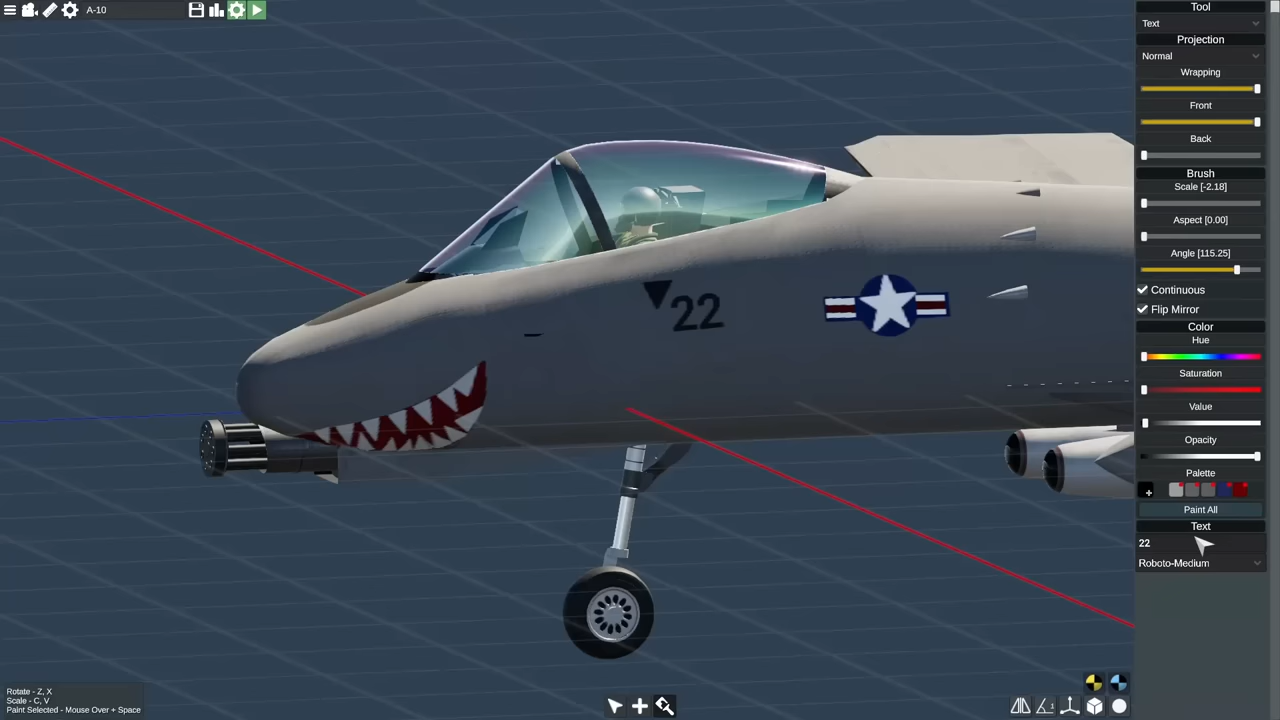 A-10
Tool
Text
Projection
Normal
Wrapping
Front
Back
Brush
Scale [-2.18]
Aspect [0.00]
Angle [115.25]
Continuous
Flip Mirror
Color
Hue
Saturation
Value
Opacity
Palette
Paint All
Text
22
Roboto-Medium
22
Rotate - Z, X
Scale - C, V
Paint Selected - Mouse Over + Space